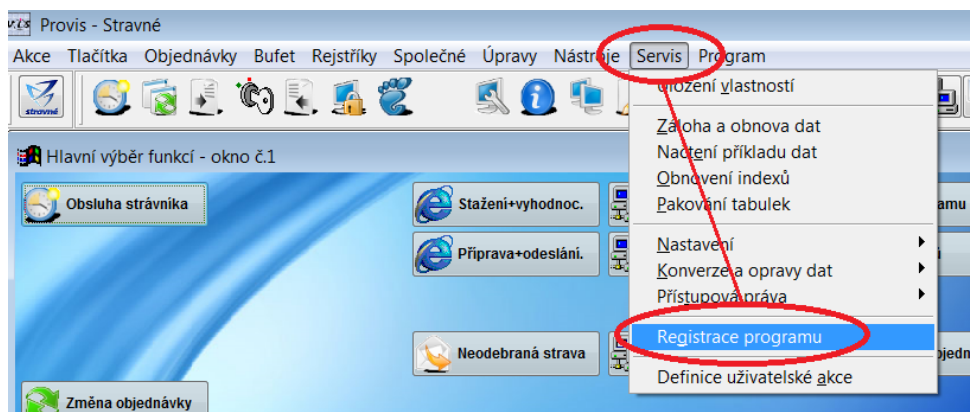 Provis - Stravné
Akce Tlačítka Objednávky Bufet Rejstříky Společné Úpravy Nástroje Servis Program
stravné
Uložení vlastností
Záloha a obnova dat
Načtení příkladu dat
Obnovení indexů
Pakování tabulek
Nastavení
Konverze a opravy dat
Přístupová práva
Registrace programu
Definice uživatelské akce
Hlavní výběr funkcí - okno č.1
Obsluha strávníka
Stažení+vyhodnoc.
Příprava+odeslání.
Neodebraná strava
Změna objednávky